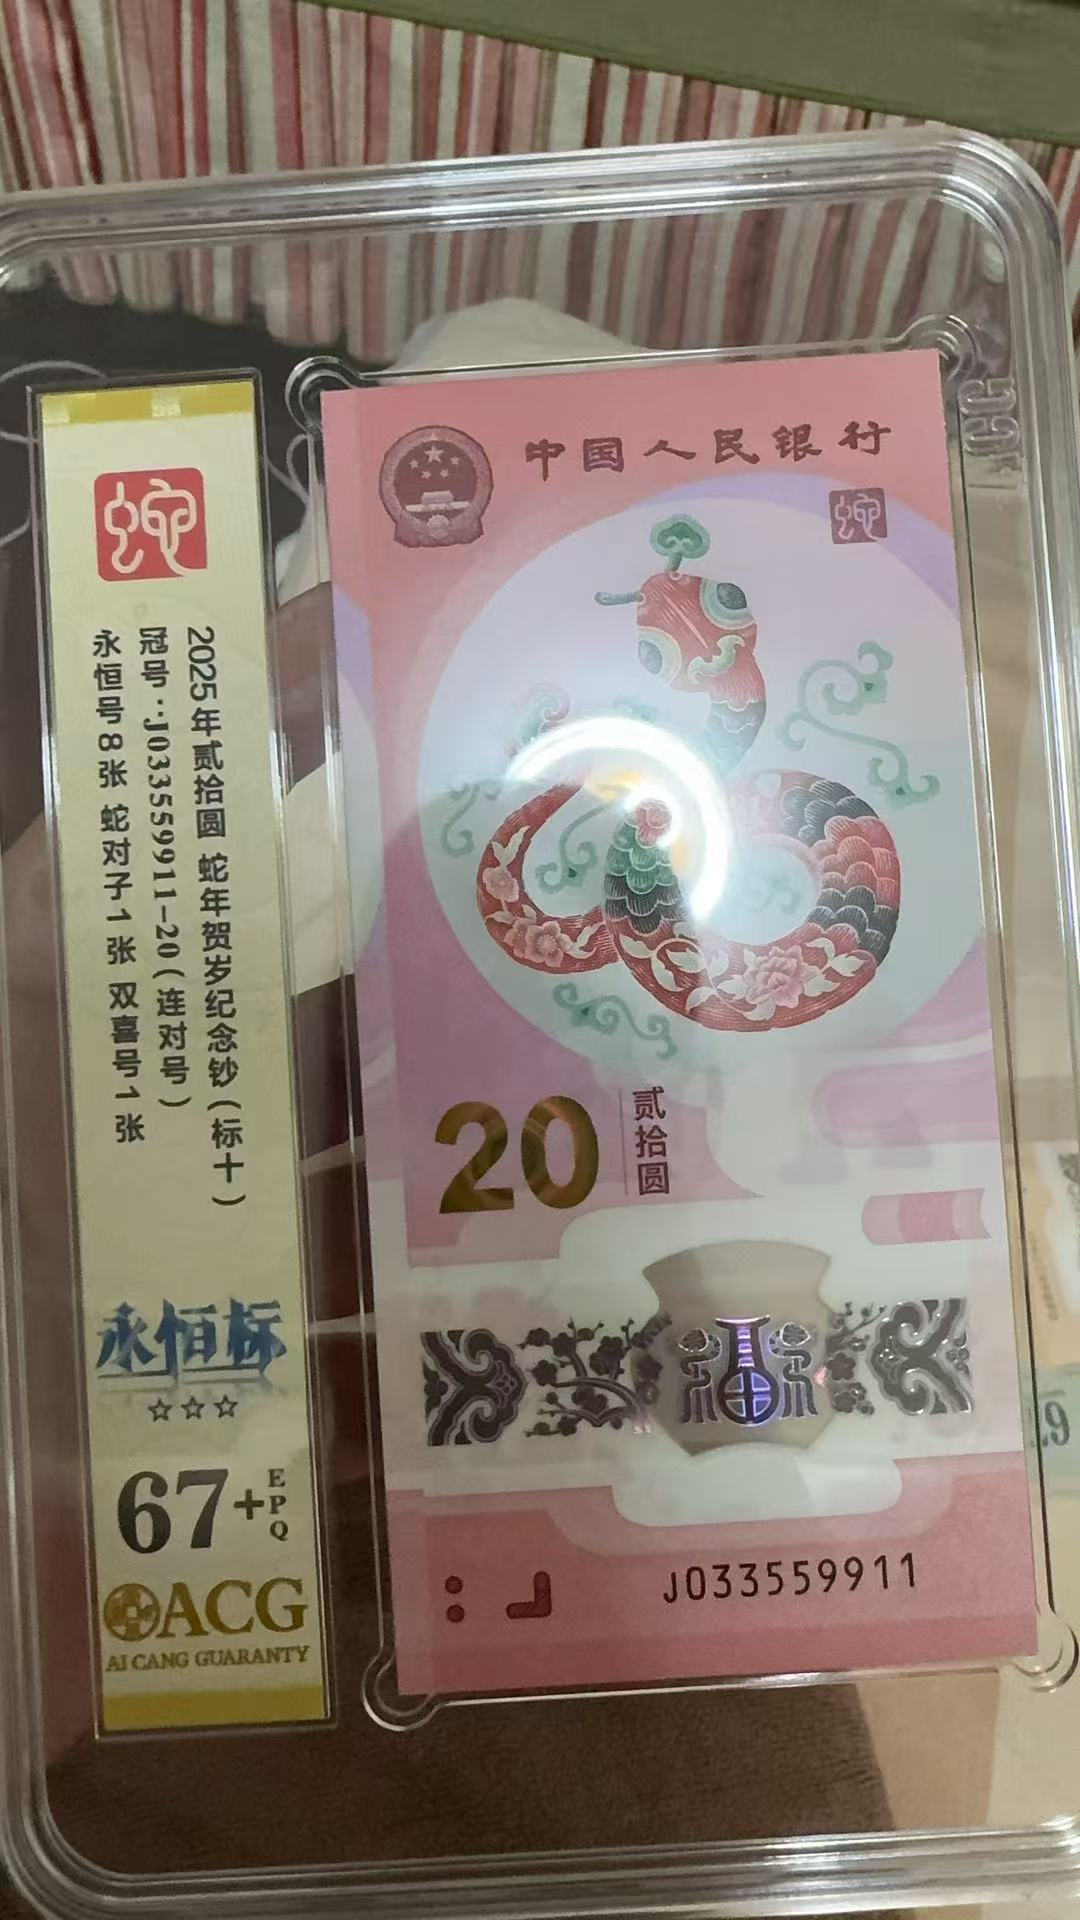 蛇
2025年贰拾圆 蛇年贺岁纪念钞(标十)
冠号:J033559911-20(连对号)
永恒号8张 蛇对子1张 双喜号1张
永恒标
☆☆☆
67+EPQ
ACG
AI CANG GUARANTY
中国人民银行
蛇
20
贰拾圆
福
J033559911
ACG